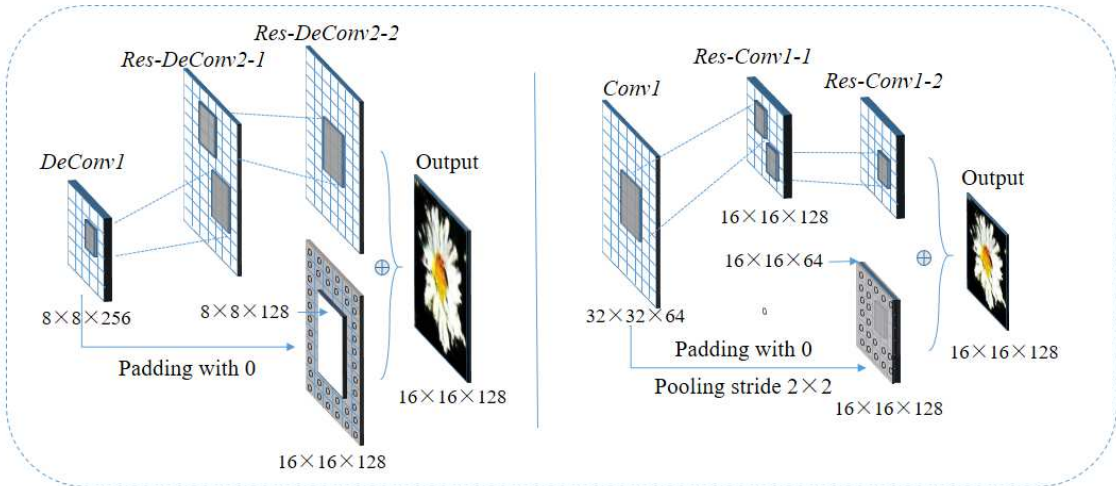 Res-DeConv2-2
Res-DeConv2-1
DeConv1
Output
8×8×256
8×8×128
Padding with 0
16×16×128
16×16×128
Res-Conv1-1
Conv1
Res-Conv1-2
Output
16×16×128
16×16×64
32×32×64
Padding with 0
Pooling stride 2×2
16×16×128
16×16×128